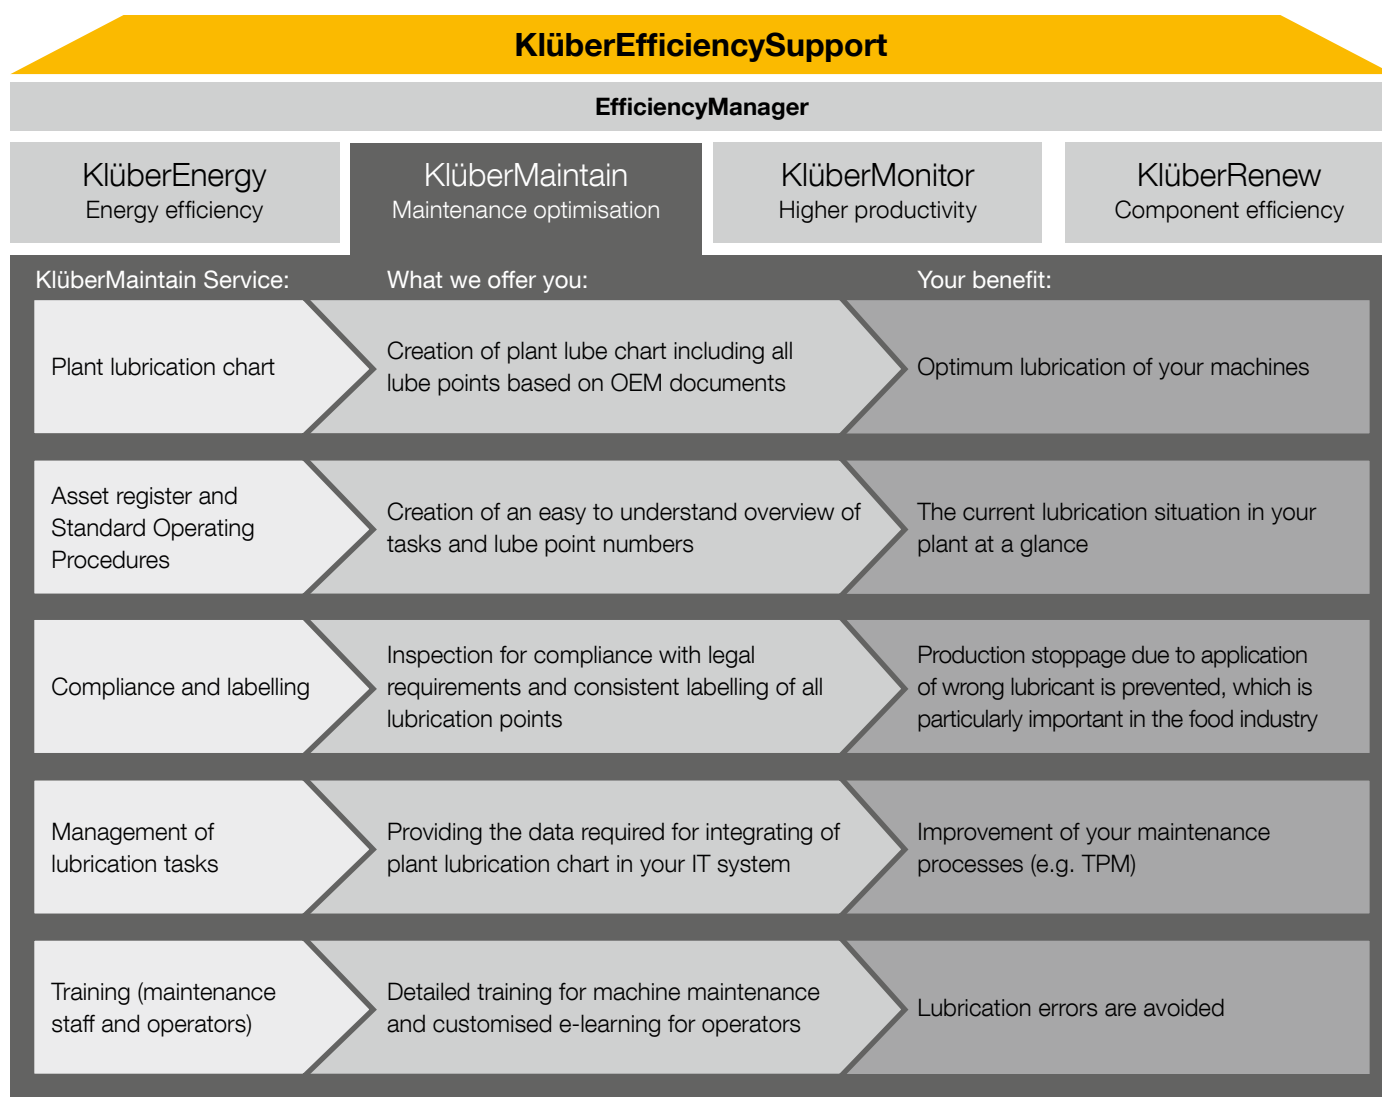 KlüberEfficiencySupport
EfficiencyManager
KlüberEnergy
Energy efficiency
KlüberMaintain
Maintenance optimisation
KlüberMonitor
Higher productivity
KlüberRenew
Component efficiency
KlüberMaintain Service:
What we offer you:
Your benefit:
Plant lubrication chart
Creation of plant lube chart including all
lube points based on OEM documents
Optimum lubrication of your machines
Asset register and
Standard Operating
Procedures
Creation of an easy to understand overview of
tasks and lube point numbers
The current lubrication situation in your
plant at a glance
Compliance and labelling
Inspection for compliance with legal
requirements and consistent labelling of all
lubrication points
Production stoppage due to application
of wrong lubricant is prevented, which is
particularly important in the food industry
Management of
lubrication tasks
Providing the data required for integrating of
plant lubrication chart in your IT system
Improvement of your maintenance
processes (e.g. TPM)
Training (maintenance
staff and operators)
Detailed training for machine maintenance
and customised e-learning for operators
Lubrication errors are avoided